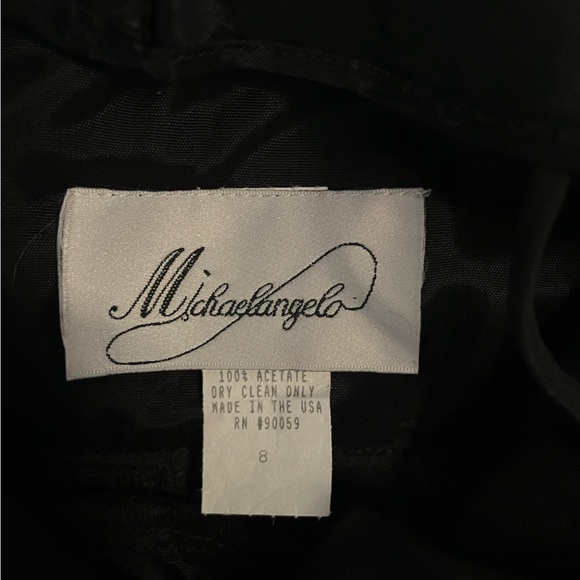 Michaelangelo
100% ACETATE
DRY CLEAN ONLY
MADE IN THE USA
RN #90059
8